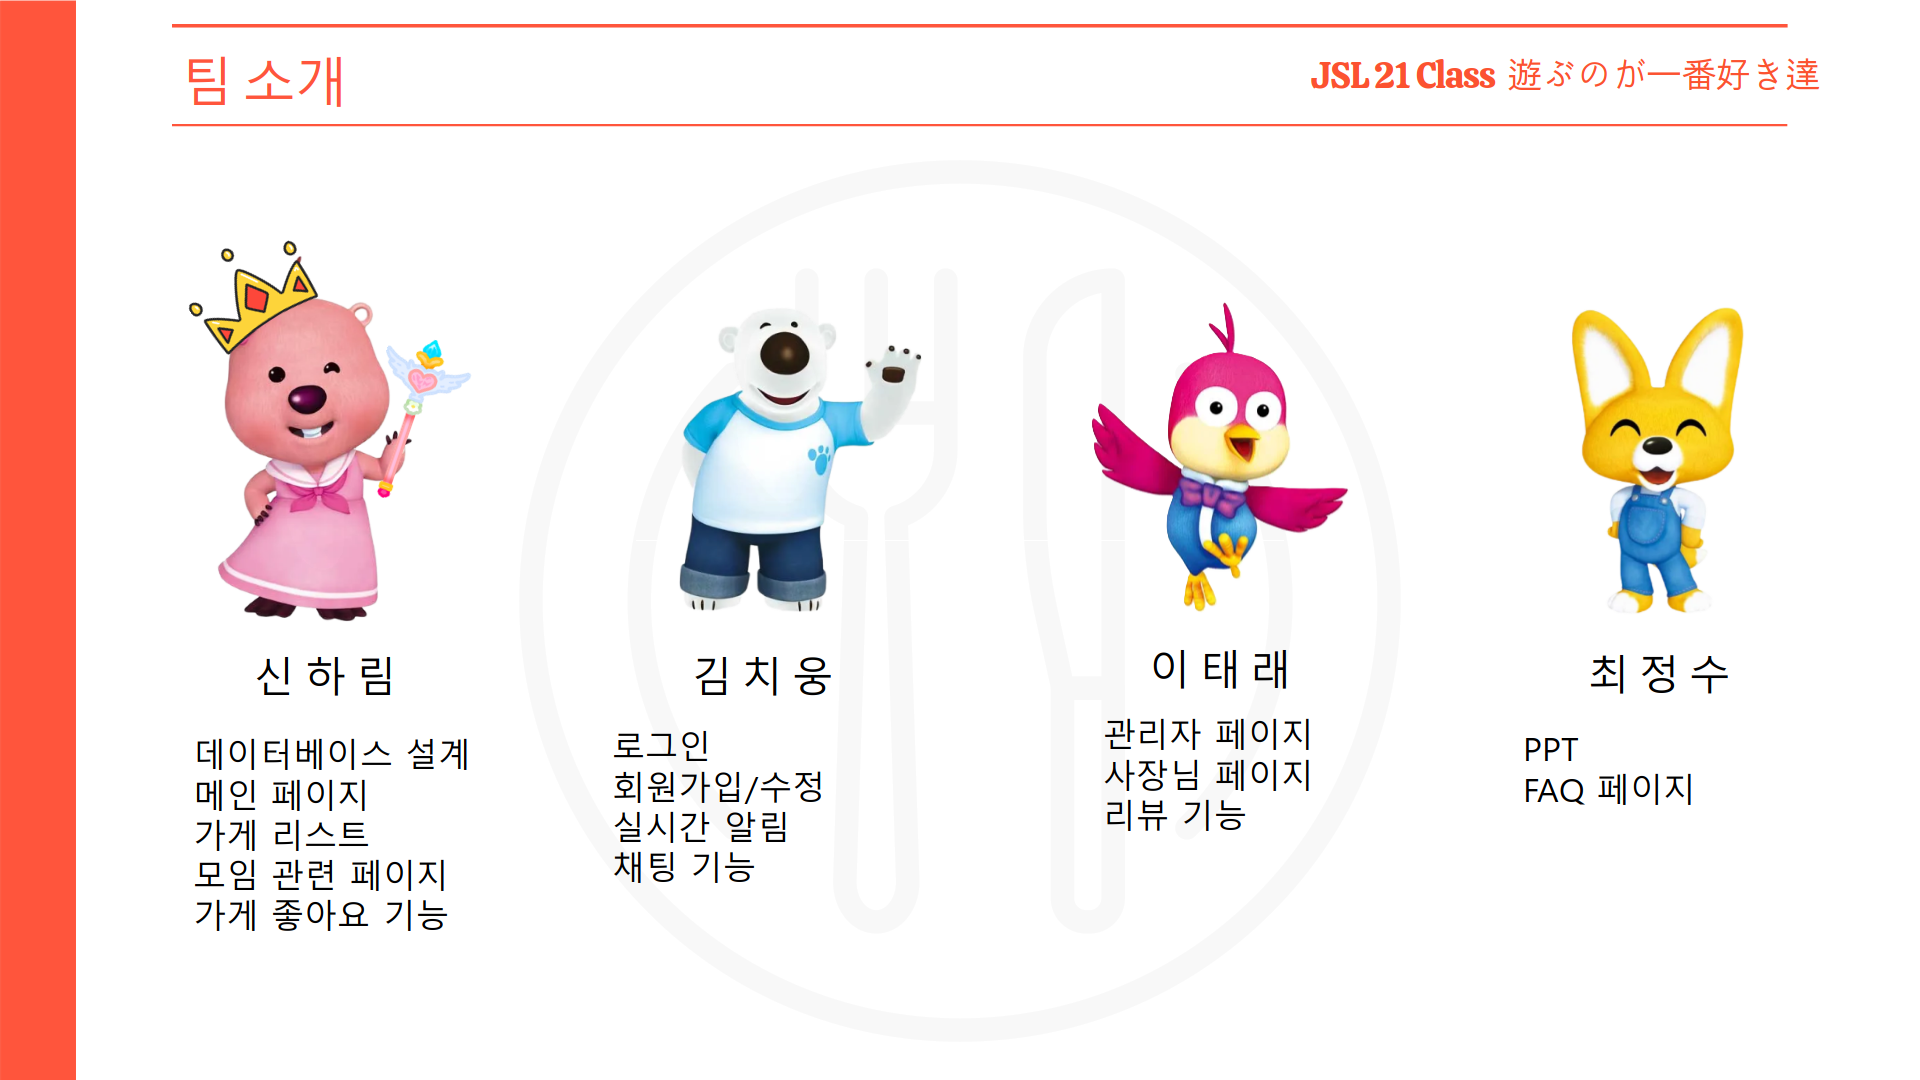 팀 소개
JSL 21 Class 遊ぶのが一番好き達
신 하 림
데이터베이스 설계
메인 페이지
가게 리스트
모임 관련 페이지
가게 좋아요 기능
김 치 웅
로그인
회원가입/수정
실시간 알림
채팅 기능
이 태 래
관리자 페이지
사장님 페이지
리뷰 기능
최 정 수
PPT
FAQ 페이지